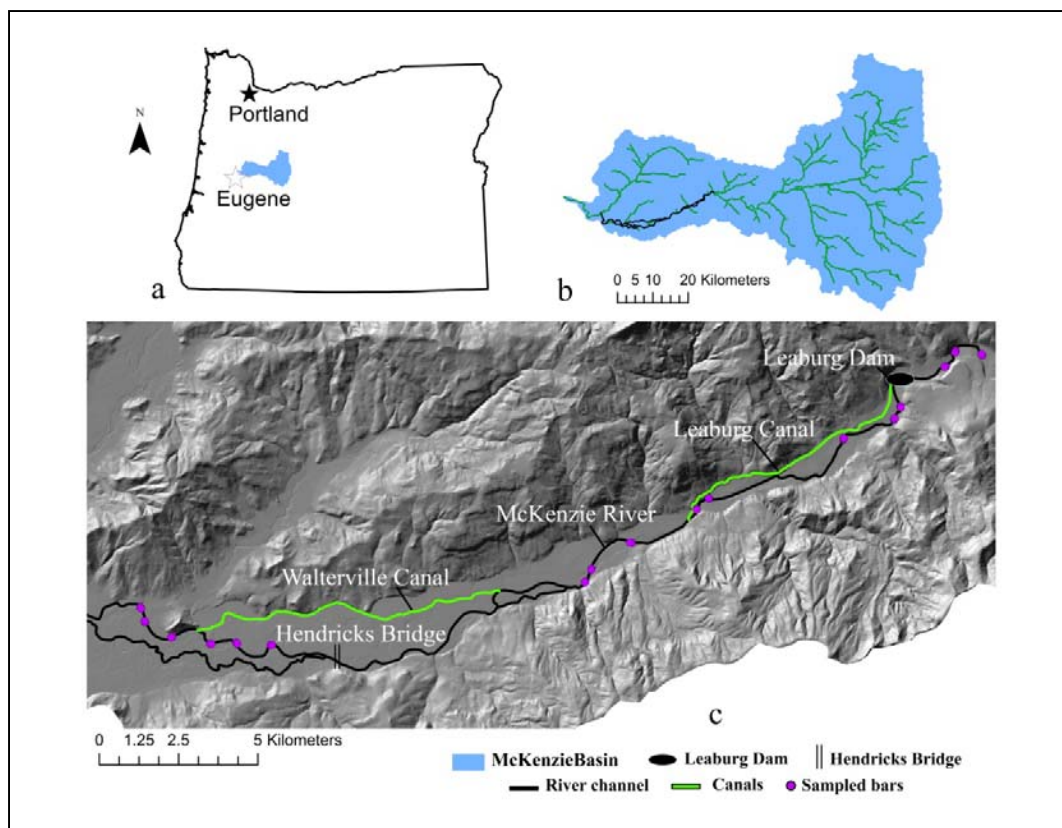 N
Portland
Eugene
a
0 5 10 20 Kilometers
b
Leaburg Dam
Leaburg Canal
McKenzie River
Walterville Canal
Hendricks Bridge
c
0 1.25 2.5 5 Kilometers
McKenzieBasin Leaburg Dam Hendricks Bridge
River channel Canals Sampled bars